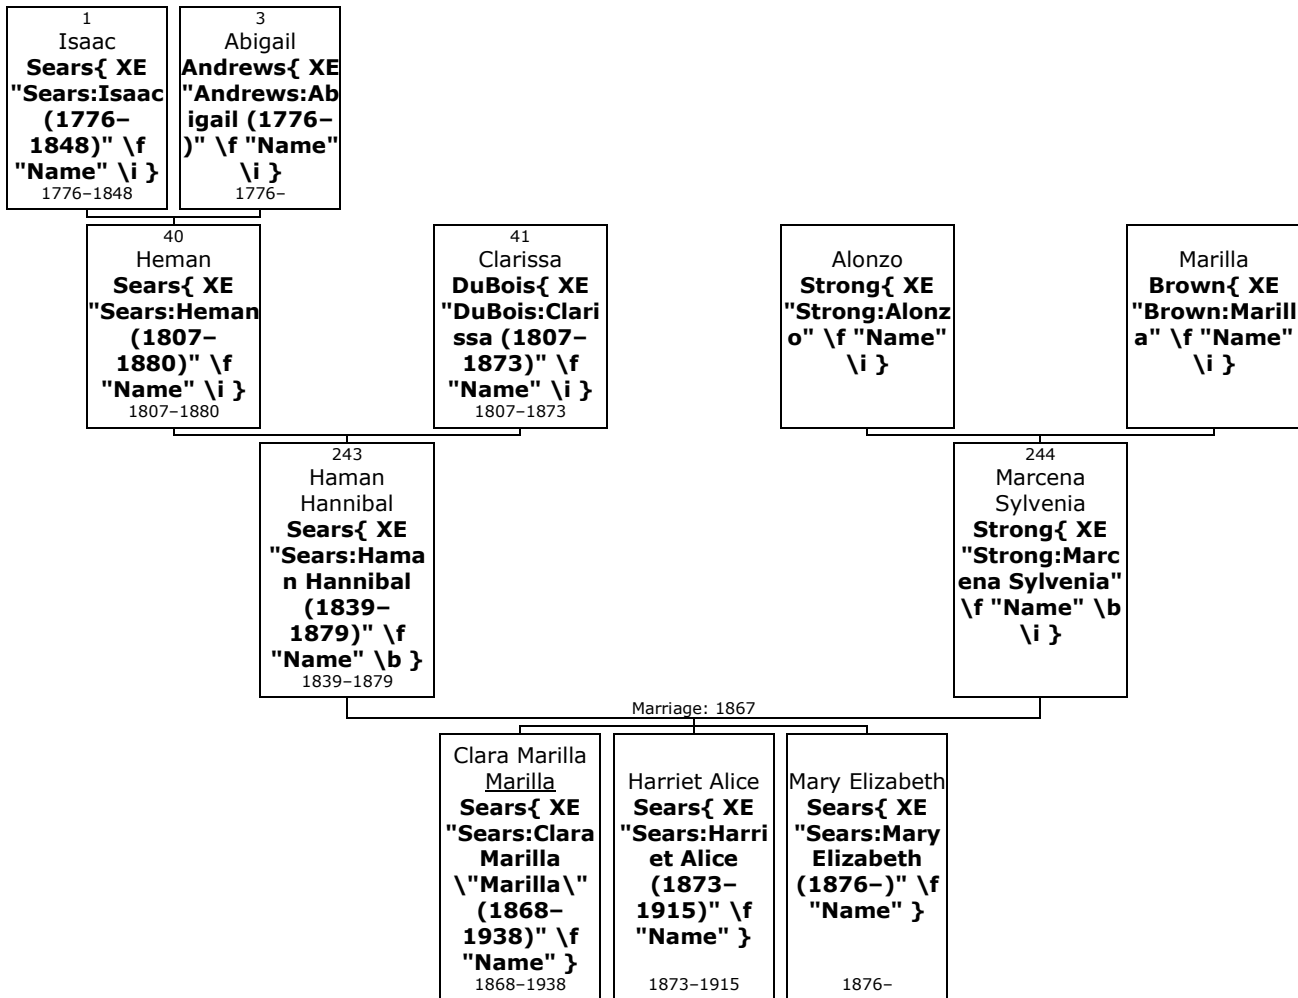 1
Isaac
Sears{ XE
"Sears:Isaac
(1776–
1848)" \f
"Name" \i }
1776–1848
3
Abigail
Andrews{ XE
"Andrews:Ab
igail (1776–
)" \f "Name"
\i }
1776–
40
Heman
Sears{ XE
"Sears:Heman
(1807–
1880)" \f
"Name" \i }
1807–1880
41
Clarissa
DuBois{ XE
"DuBois:Clari
ssa (1807–
1873)" \f
"Name" \i }
1807–1873
Alonzo
Strong{ XE
"Strong:Alonz
o" \f "Name"
\i }
Marilla
Brown{ XE
"Brown:Marill
a" \f "Name"
\i }
243
Haman
Hannibal
Sears{ XE
"Sears:Hama
n Hannibal
(1839–
1879)" \f
"Name" \b }
1839–1879
244
Marcena
Sylvenia
Strong{ XE
"Strong:Marc
ena Sylvenia"
\f "Name" \b
\i }
Marriage: 1867
Clara Marilla
Marilla
Sears{ XE
"Sears:Clara
Marilla
\"Marilla\"
(1868–
1938)" \f
"Name" }
1868–1938
Harriet Alice
Sears{ XE
"Sears:Harri
et Alice
(1873–
1915)" \f
"Name" }
1873–1915
Mary Elizabeth
Sears{ XE
"Sears:Mary
Elizabeth
(1876–)" \f
"Name" }
1876–